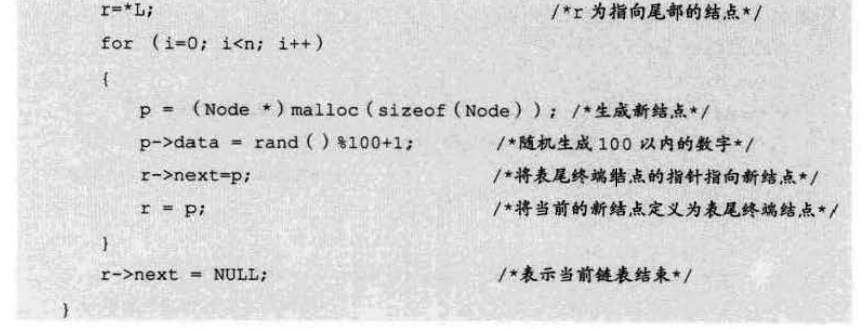 r=*L; /*r 为指向尾部的结点*/
for (i=0; i<n; i++)
{
p = (Node *)malloc(sizeof(Node)); /*生成新结点*/
p->data = rand()%100+1; /*随机生成 100 以内的数字*/
r->next=p; /*将表尾终端结点的指针指向新结点*/
r = p; /*将当前的新结点定义为表尾终端结点*/
}
r->next = NULL; /*表示当前链表结束*/
}